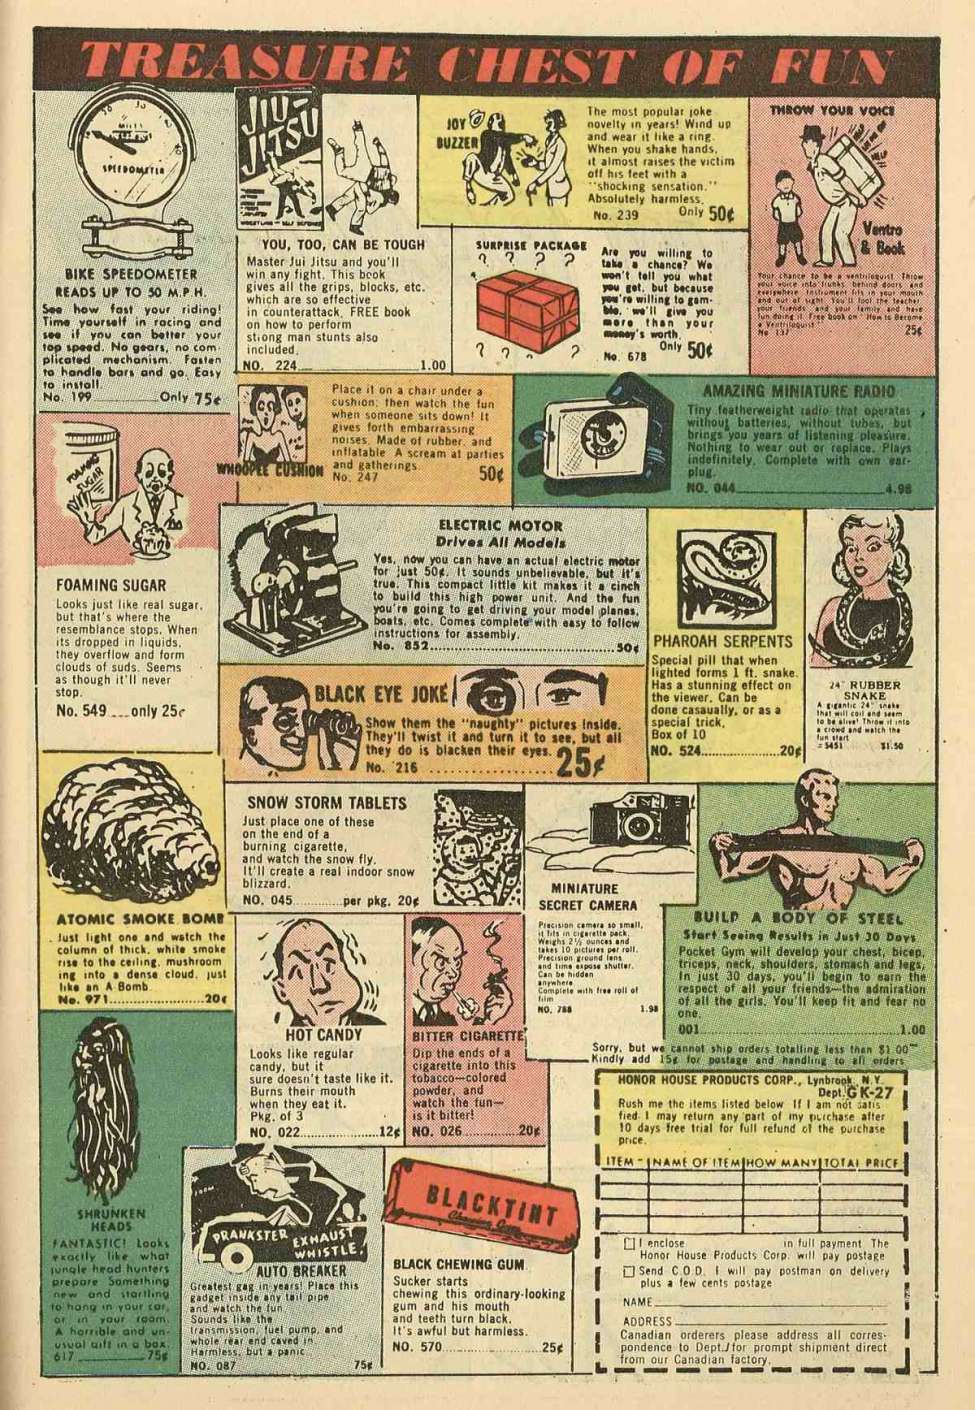 TREASURE CHEST OF FUN
SPEEDOMETER
BIKE SPEEDOMETER
READS UP TO 50 M.P.H.
See how fast your riding!
Time yourself in racing and
see if you can better your
top speed. No gears, no com-
plicated mechanism. Fasten
to handle bars and go. Easy
to install.
No. 199 Only 75¢
JIU-
JITSU
YOU, TOO, CAN BE TOUGH
Master Jui Jitsu and you'll
win any fight. This book
gives all the grips, blocks, etc.
which are so effective
in counterattack. FREE book
on how to perform
strong man stunts also
included.
NO. 224 1.00
JOY
BUZZER
The most popular joke
novelty in years! Wind up
and wear it like a ring.
When you shake hands,
it almost raises the victim
off his feet with a
"shocking sensation."
Absolutely harmless.
No. 239 Only 50¢
SURPRISE PACKAGE
? ? ? ?
? ? ?
Are you willing to
take a chance? We
won't tell you what
you get, but because
you're willing to gam-
ble, we'll give you
more than your
money's worth.
No. 678 Only 50¢
THROW YOUR VOICE
HELP
Ventro
& Book
Your chance to be a ventriloquist Throw
your voice into trunks, behind doors and
everywhere Instrument fits in your mouth
and out of sight You'll fool the teacher
your friends and your family and have
fun doing it Free book on "How to Become
a Ventriloquist"
No 137 25¢
WHOOPEE CUSHION
Place it on a chair under a
cushion; then watch the fun
when someone sits down! It
gives forth embarrassing
noises. Made of rubber, and
inflatable A scream at parties
and gatherings
No. 247 50¢
AMAZING MINIATURE RADIO
Tiny featherweight radio that operates
without batteries, without tubes, but
brings you years of listening pleasure.
Nothing to wear out or replace. Plays
indefinitely. Complete with own ear-
plug.
NO. 044 4.98
FOAMING
SUGAR
FOAMING SUGAR
Looks just like real sugar,
but that's where the
resemblance stops. When
its dropped in liquids,
they overflow and form
clouds of suds. Seems
as though it'll never
stop.
No. 549 only 25¢
ELECTRIC MOTOR
Drives All Models
Yes, now you can have an actual electric motor
for just 50¢. It sounds unbelievable, but it's
true. This compact little kit makes it a cinch
to build this high power unit. And the fun
you're going to get driving your model planes,
boats, etc. Comes complete with easy to follow
instructions for assembly.
No. 852 50¢
PHAROAH SERPENTS
Special pill that when
lighted forms 1 ft. snake.
Has a stunning effect on
the viewer. Can be
done casually, or as a
special trick.
Box of 10
NO. 524 20¢
24" RUBBER
SNAKE
A gigantic 24" snake
that will coil and seem
to be alive! Throw it into
a crowd and watch the
fun start
=5451 $1.50
BLACK EYE JOKE
Show them the "naughty" pictures inside.
They'll twist it and turn it to see, but all
they do is blacken their eyes.
No. 216 25¢
ATOMIC SMOKE BOMB
Just light one and watch the
column of thick, white smoke
rise to the ceiling, mushroom
ing into a dense cloud, just
like an A Bomb.
No. 971 20¢
SNOW STORM TABLETS
Just place one of these
on the end of a
burning cigarette,
and watch the snow fly.
It'll create a real indoor snow
blizzard.
NO. 045 per pkg. 20¢
MINIATURE
SECRET CAMERA
Precision camera so small,
it fits in cigarette pack.
Weighs 2½ ounces and
takes 10 pictures per roll.
Precision ground lens
and time expose shutter.
Can be hidden
anywhere
Complete with free roll of
film
NO. 788 1.98
BUILD A BODY OF STEEL
Start Seeing Results in Just 30 Days
Pocket Gym will develop your chest, bicep,
triceps, neck, shoulders, stomach and legs,
In just 30 days, you'll begin to earn the
respect of all your friends—the admiration
of all the girls. You'll keep fit and fear no
one.
001 1.00
HOT CANDY
Looks like regular
candy, but it
sure doesn't taste like it.
Burns their mouth
when they eat it.
Pkg. of 3
NO. 022 12¢
BITTER CIGARETTE
Dip the ends of a
cigarette into this
tobacco—colored
powder, and
watch the fun—
is it bitter!
NO. 026 20¢
Sorry, but we cannot ship orders totalling less than $1.00
Kindly add 15¢ for postage and handling to all orders
SHRUNKEN
HEADS
FANTASTIC! Looks
exactly like what
jungle head hunters
prepare Something
new and startling
to hang in your car,
or in your room.
A horrible and un-
usual gift in a box.
617 75¢
ZOOM
PRANKSTER EXHAUST
WHISTLE
AUTO BREAKER
Greatest gag in years! Place this
gadget inside any tail pipe
and watch the fun.
Sounds like the
transmission, fuel pump, and
whole rear end caved in.
Harmless, but a panic.
NO. 087 75¢
BLACKTINT
Chewing Gum
BLACK CHEWING GUM
Sucker starts
chewing this ordinary-looking
gum and his mouth
and teeth turn black.
It's awful but harmless.
NO. 570 25¢
HONOR HOUSE PRODUCTS CORP., Lynbrook, N.Y.
Dept. GK-27
Rush me the items listed below If I am not satis
fied I may return any part of my purchase after
10 days free trial for full refund of the purchase
price.
ITEM NAME OF ITEM HOW MANY TOTAL PRICE
I enclose in full payment The
Honor House Products Corp. will pay postage
Send C.O.D. I will pay postman on delivery
plus a few cents postage
NAME
ADDRESS
Canadian orderers please address all corres-
pondence to Dept.J for prompt shipment direct
from our Canadian factory.